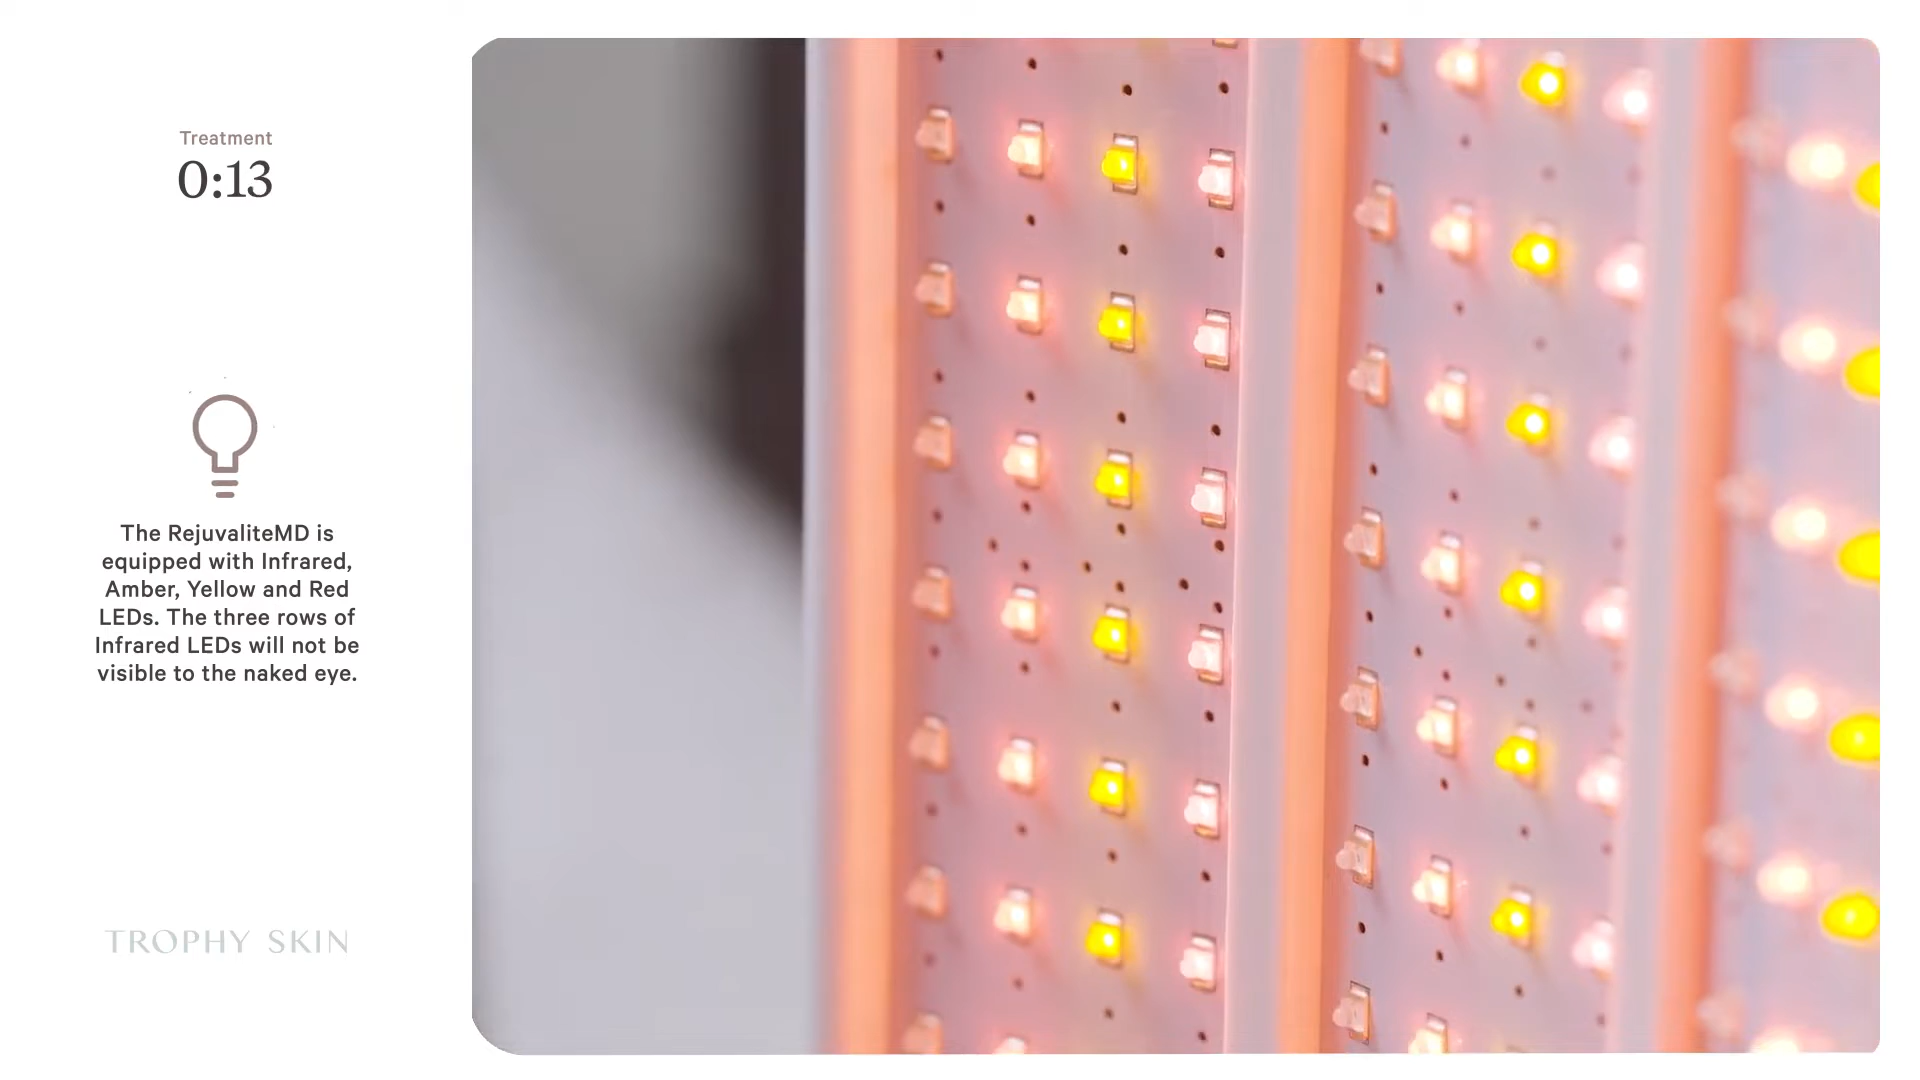 Treatment
0:13
The RejuvaliteMD is
equipped with Infrared,
Amber, Yellow and Red
LEDs. The three rows of
Infrared LEDs will not be
visible to the naked eye.
TROPHY SKIN